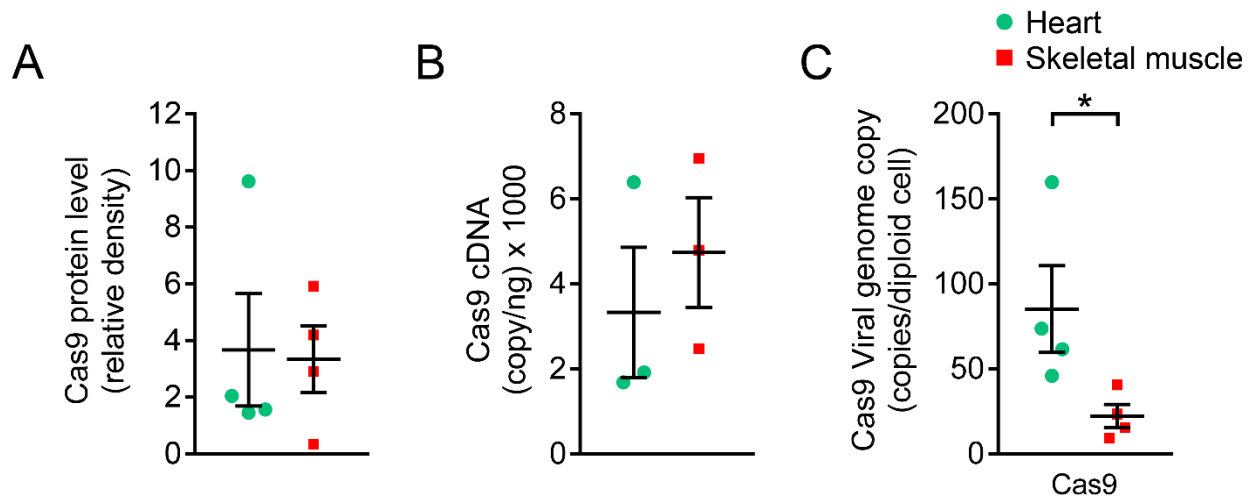 Heart
Skeletal muscle
A
Cas9 protein level
(relative density)
12
10
8
6
4
2
0
B
Cas9 cDNA
(copy/ng) x 1000
8
6
4
2
0
C
Cas9 Viral genome copy
(copies/diploid cell)
200
150
100
50
0
*
Cas9